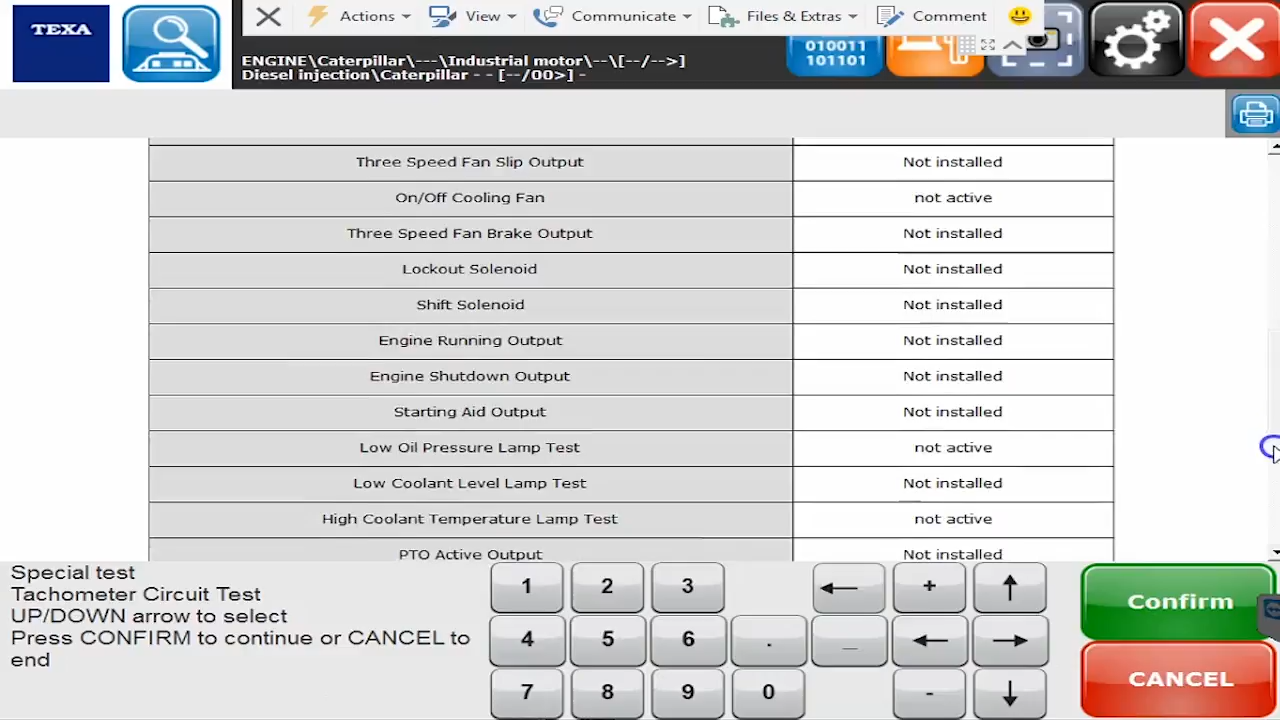 TEXA
Actions
View
Communicate
Files & Extras
Comment
ENGINE\Caterpillar\---\Industrial motor\--\[--/-->]
Diesel injection\Caterpillar - - [--/00>] -
010011
101101
Three Speed Fan Slip Output Not installed
On/Off Cooling Fan not active
Three Speed Fan Brake Output Not installed
Lockout Solenoid Not installed
Shift Solenoid Not installed
Engine Running Output Not installed
Engine Shutdown Output Not installed
Starting Aid Output Not installed
Low Oil Pressure Lamp Test not active
Low Coolant Level Lamp Test Not installed
High Coolant Temperature Lamp Test not active
PTO Active Output Not installed
Special test
Tachometer Circuit Test
UP/DOWN arrow to select
Press CONFIRM to continue or CANCEL to
end
1 2 3 ← + ↑
4 5 6 . _ ← →
7 8 9 0 - ↓
Confirm
CANCEL